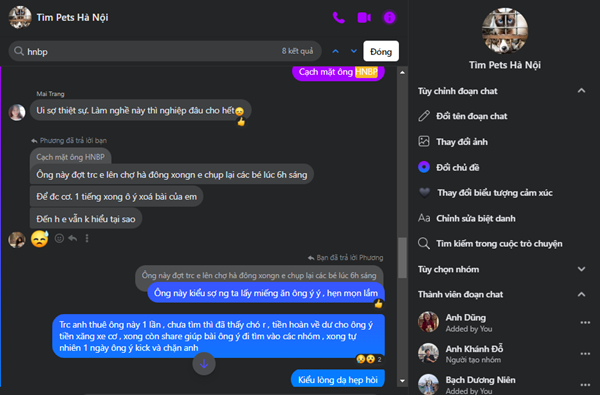 Tim Pets Hà Nội
hnbp
8 kết quả
Đóng
Cạch mặt ông HNBP
Mai Trang
Ui sợ thiệt sự. Làm nghề này thì nghiệp đâu cho hết
Phương đã trả lời bạn
Cạch mặt ông HNBP
Ông này đợt trc e lên chợ hà đông xongn e chụp lại các bé lúc 6h sáng
Để đc cơ. 1 tiếng xong ô ý xoá bài của em
Đến h e vẫn k hiểu tại sao
Bạn đã trả lời Phương
Ông này đợt trc e lên chợ hà đông xongn e chụp lại các bé lúc 6h sáng
Ông này kiểu sợ ng ta lấy miếng ăn ông ý ý , hẹn mọn lắm
Trc anh thuê ông này 1 lần , chưa tìm thì đã thấy chó r , tiền hoàn về dư cho ông ý
tiền xăng xe cơ , xong còn share giúp bài ông ý đi tìm vào các nhóm , xong tự
nhiên 1 ngày ông ý kick và chặn anh
2
Kiểu lòng dạ hẹp hòi
Tim Pets Hà Nội
Tùy chỉnh đoạn chat
Đổi tên đoạn chat
Thay đổi ảnh
Đổi chủ đề
Thay đổi biểu tượng cảm xúc
Aa Chỉnh sửa biệt danh
Tìm kiếm trong cuộc trò chuyện
Tùy chọn nhóm
Thành viên đoạn chat
Anh Dũng
Added by You
Anh Khánh Đỗ
Người tạo nhóm
Bạch Dương Niên
Added by You